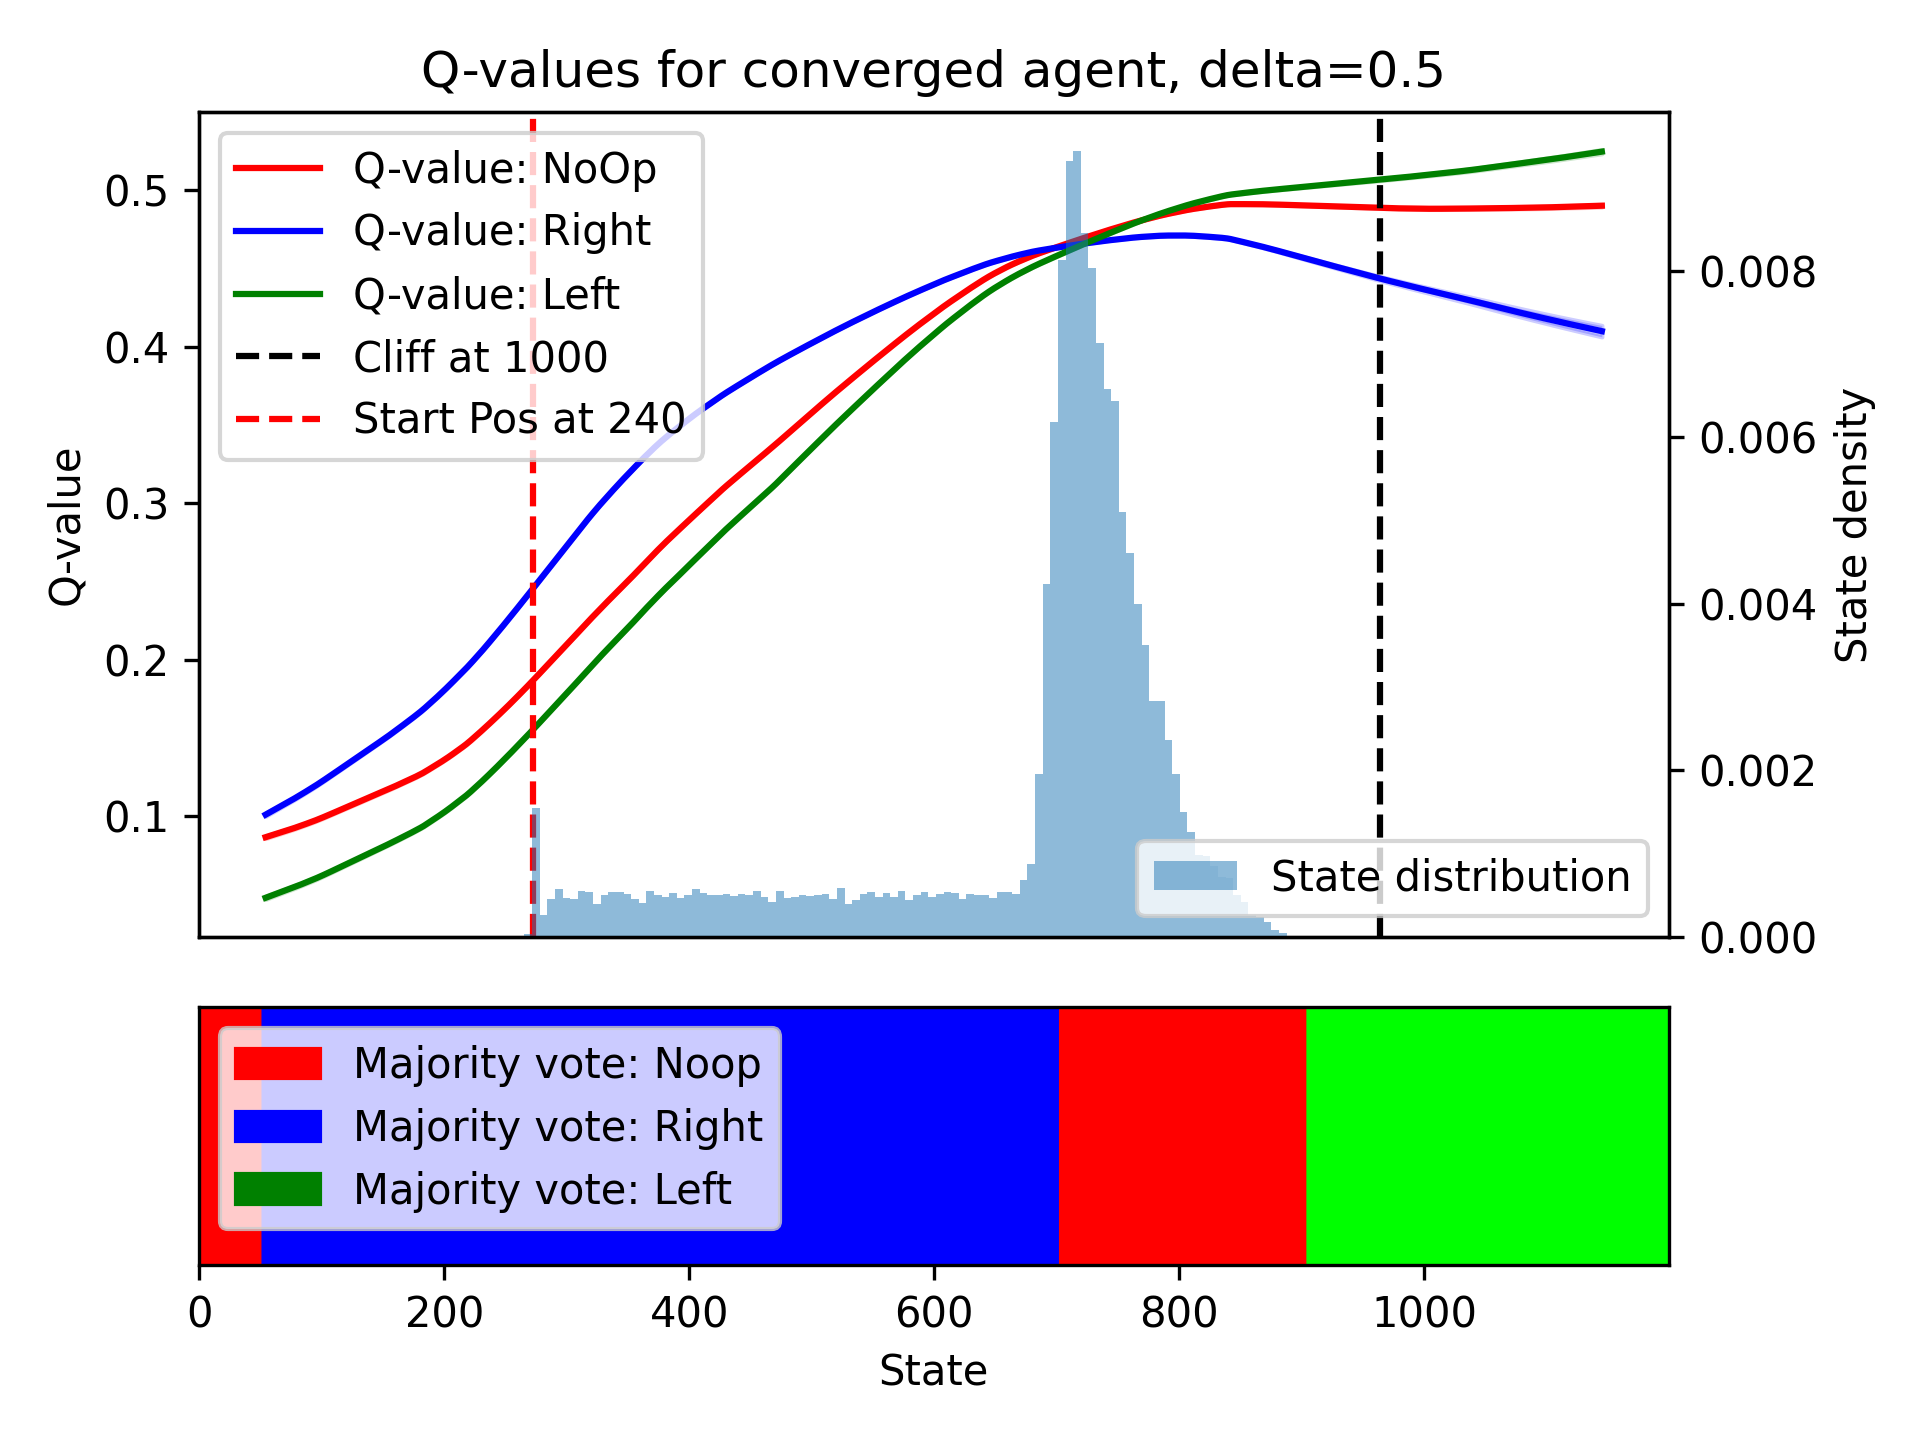 Q-values for converged agent, delta=0.5
Q-value: NoOp
Q-value: Right
Q-value: Left
Cliff at 1000
Start Pos at 240
0.5
0.4
0.3
0.2
0.1
Q-value
0.008
0.006
0.004
0.002
0.000
State density
State distribution
Majority vote: Noop
Majority vote: Right
Majority vote: Left
0 200 400 600 800 1000
State